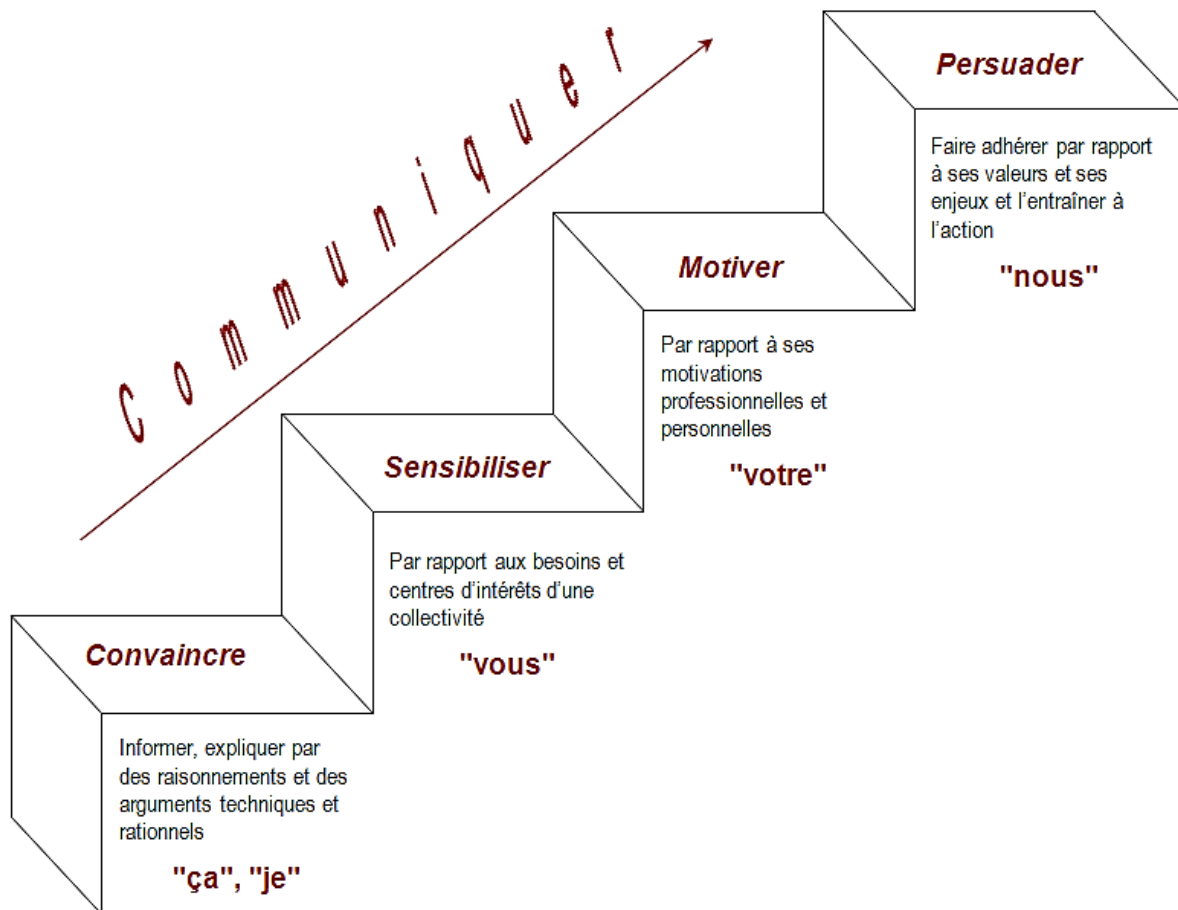 Communiquer
Persuader
Faire adhérer par rapport
à ses valeurs et ses
enjeux et l'entraîner à
l'action
"nous"
Motiver
Par rapport à ses
motivations
professionnelles et
personnelles
"votre"
Sensibiliser
Par rapport aux besoins et
centres d'intérêts d'une
collectivité
"vous"
Convaincre
Informer, expliquer par
des raisonnements et des
arguments techniques et
rationnels
"ça", "je"